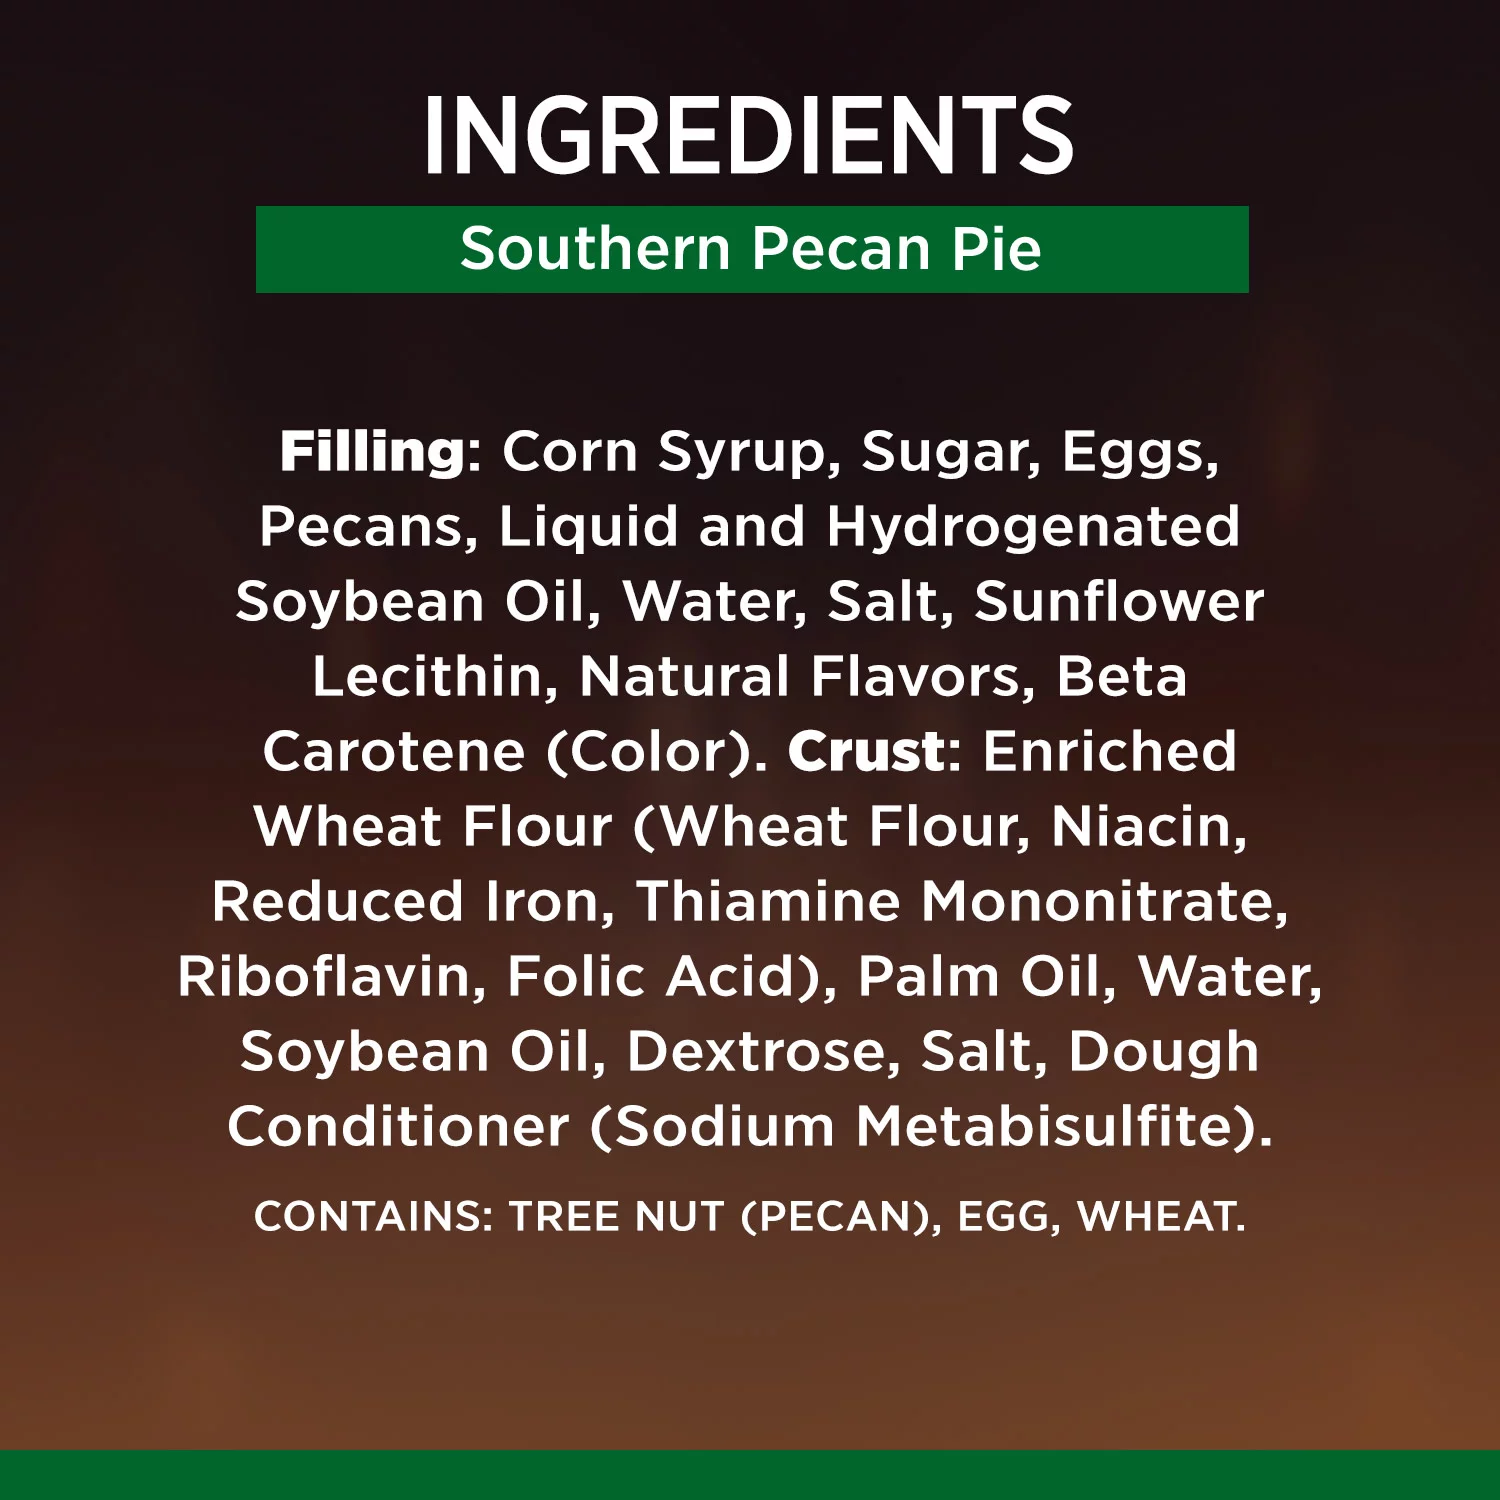 INGREDIENTS
Southern Pecan Pie
Filling: Corn Syrup, Sugar, Eggs,
Pecans, Liquid and Hydrogenated
Soybean Oil, Water, Salt, Sunflower
Lecithin, Natural Flavors, Beta
Carotene (Color). Crust: Enriched
Wheat Flour (Wheat Flour, Niacin,
Reduced Iron, Thiamine Mononitrate,
Riboflavin, Folic Acid), Palm Oil, Water,
Soybean Oil, Dextrose, Salt, Dough
Conditioner (Sodium Metabisulfite).
CONTAINS: TREE NUT (PECAN), EGG, WHEAT.